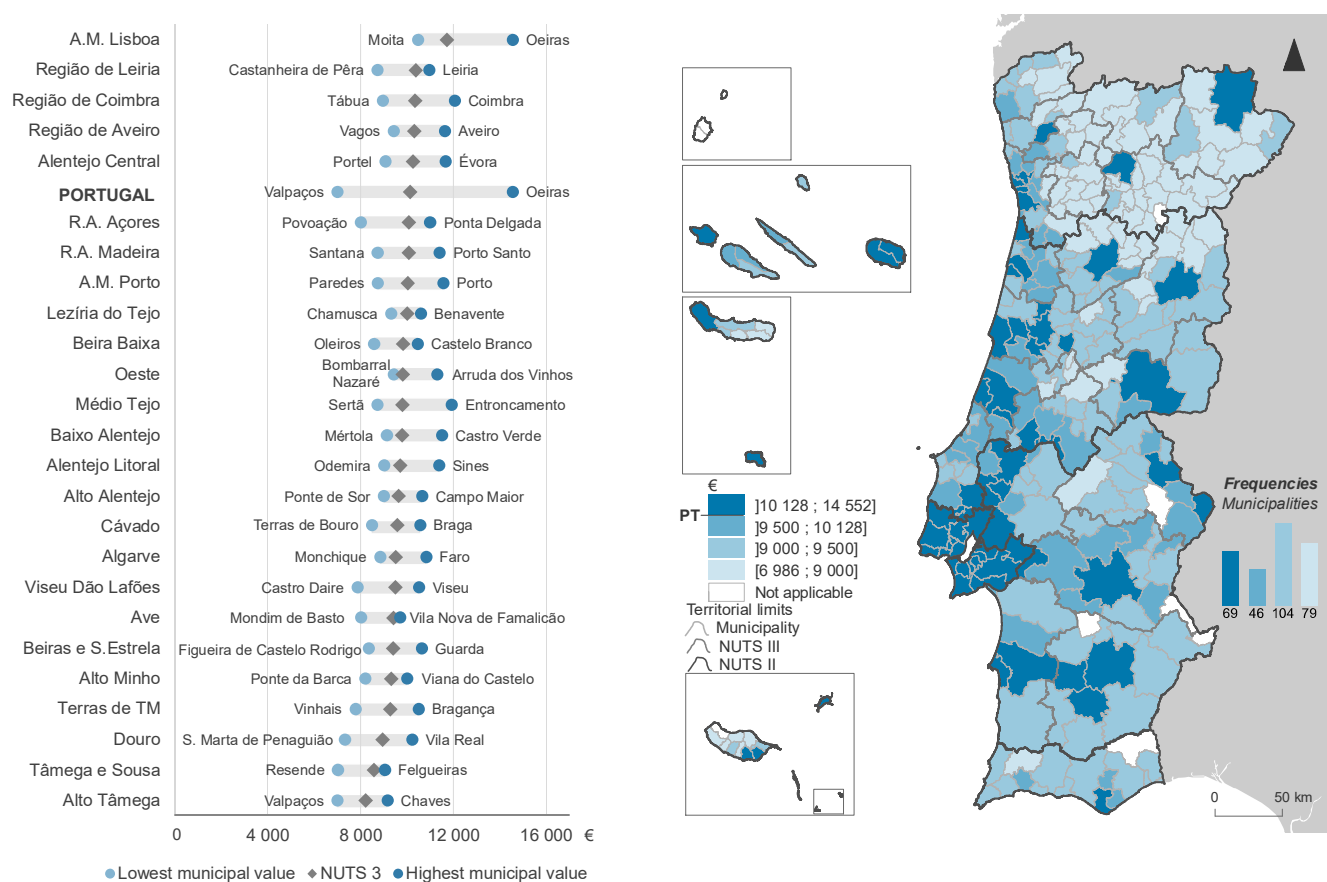 A.M. Lisboa Moita Oeiras
Região de Leiria Castanheira de Pêra Leiria
Região de Coimbra Tábua Coimbra
Região de Aveiro Vagos Aveiro
Alentejo Central Portel Évora
PORTUGAL Valpaços Oeiras
R.A. Açores Povoação Ponta Delgada
R.A. Madeira Santana Porto Santo
A.M. Porto Paredes Porto
Lezíria do Tejo Chamusca Benavente
Beira Baixa Oleiros Castelo Branco
Oeste Bombarral Nazaré Arruda dos Vinhos
Médio Tejo Sertã Entroncamento
Baixo Alentejo Mértola Castro Verde
Alentejo Litoral Odemira Sines
Alto Alentejo Ponte de Sor Campo Maior
Cávado Terras de Bouro Braga
Algarve Monchique Faro
Viseu Dão Lafões Castro Daire Viseu
Ave Mondim de Basto Vila Nova de Famalicão
Beiras e S.Estrela Figueira de Castelo Rodrigo Guarda
Alto Minho Ponte da Barca Viana do Castelo
Terras de TM Vinhais Bragança
Douro S. Marta de Penaguião Vila Real
Tâmega e Sousa Resende Felgueiras
Alto Tâmega Valpaços Chaves
0 4 000 8 000 12 000 16 000 €
Lowest municipal value NUTS 3 Highest municipal value
€
PT
]10 128 ; 14 552]
]9 500 ; 10 128]
]9 000 ; 9 500]
[6 986 ; 9 000]
Not applicable
Territorial limits
Municipality
NUTS III
NUTS II
Frequencies
Municipalities
69 46 104 79
0 50 km